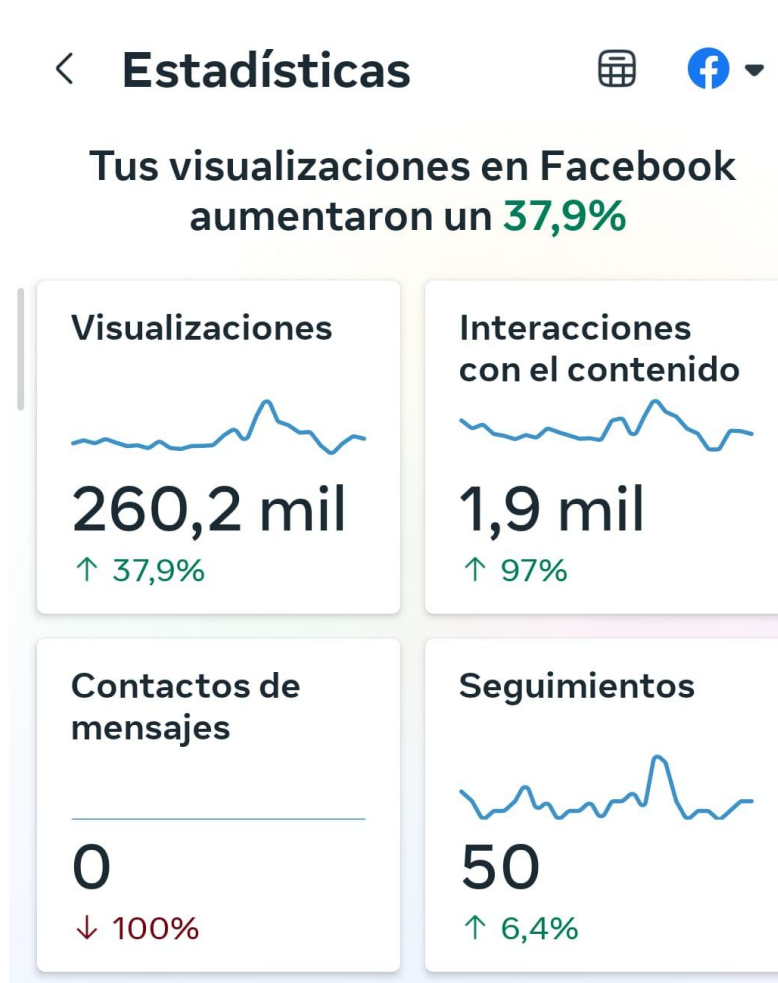 Estadísticas
Tus visualizaciones en Facebook
aumentaron un 37,9%
Visualizaciones
260,2 mil
↑ 37,9%
Interacciones
con el contenido
1,9 mil
↑ 97%
Contactos de
mensajes
0
↓ 100%
Seguimientos
50
↑ 6,4%